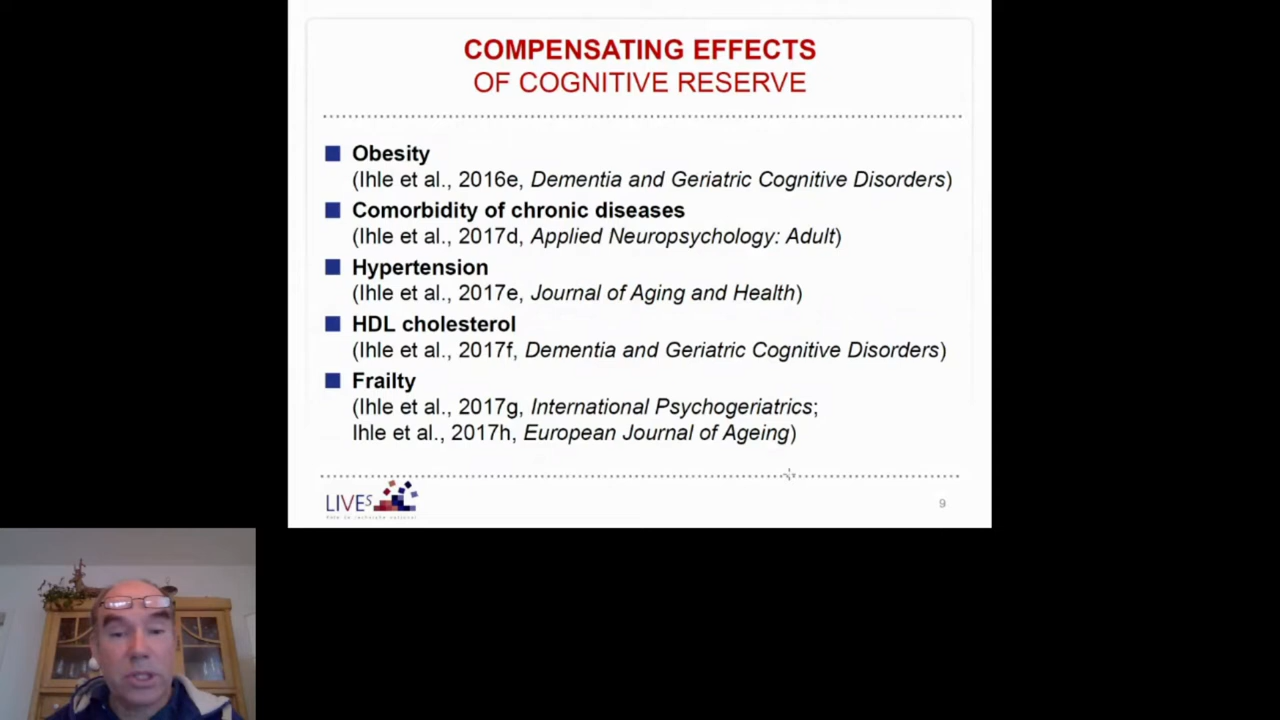 COMPENSATING EFFECTS
OF COGNITIVE RESERVE
Obesity
(Ihle et al., 2016e, Dementia and Geriatric Cognitive Disorders)
Comorbidity of chronic diseases
(Ihle et al., 2017d, Applied Neuropsychology: Adult)
Hypertension
(Ihle et al., 2017e, Journal of Aging and Health)
HDL cholesterol
(Ihle et al., 2017f, Dementia and Geriatric Cognitive Disorders)
Frailty
(Ihle et al., 2017g, International Psychogeriatrics;
Ihle et al., 2017h, European Journal of Ageing)
LIVES
9